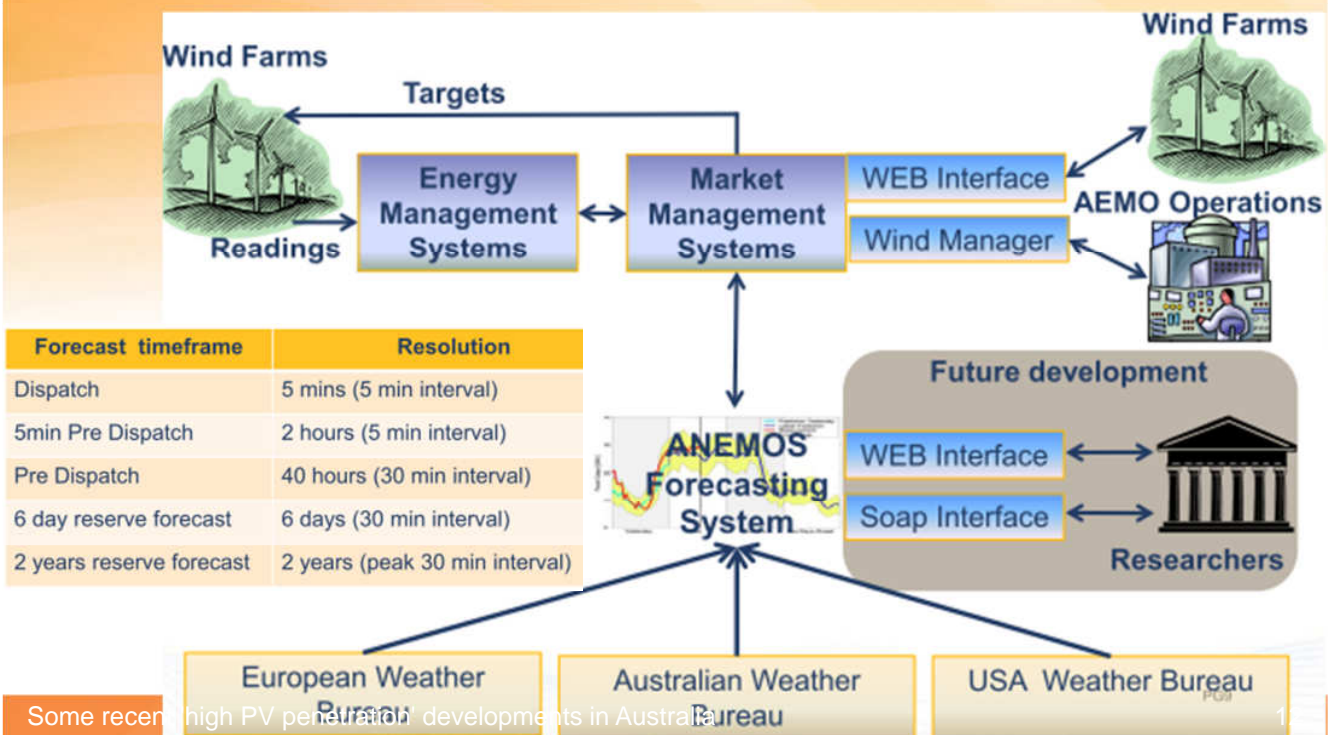 Wind Farms
Wind Farms
Targets
Energy
Management
Systems
Market
Management
Systems
WEB Interface
Wind Manager
AEMO Operations
Readings
Forecast timeframe Resolution
Dispatch 5 mins (5 min interval)
5min Pre Dispatch 2 hours (5 min interval)
Pre Dispatch 40 hours (30 min interval)
6 day reserve forecast 6 days (30 min interval)
2 years reserve forecast 2 years (peak 30 min interval)
ANEMOS
Forecasting
System
Future development
WEB Interface
Soap Interface
Researchers
European Weather
Bureau
Australian Weather
Bureau
USA Weather Bureau
PG9
Some recent high PV penetration' developments in Australia